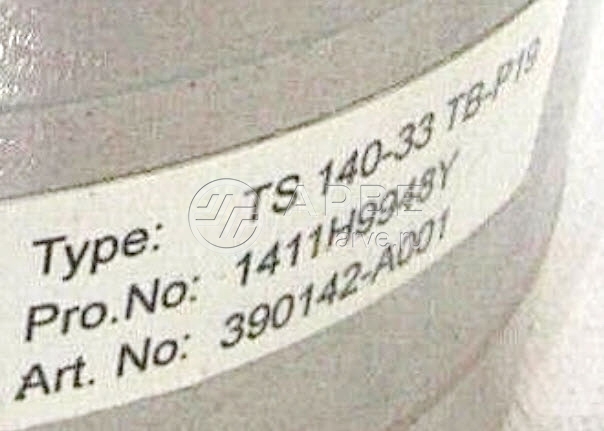 Type: TS 140-33 TB-P19
Pro.No: 1411H9948Y
Art. No: 390142-A001